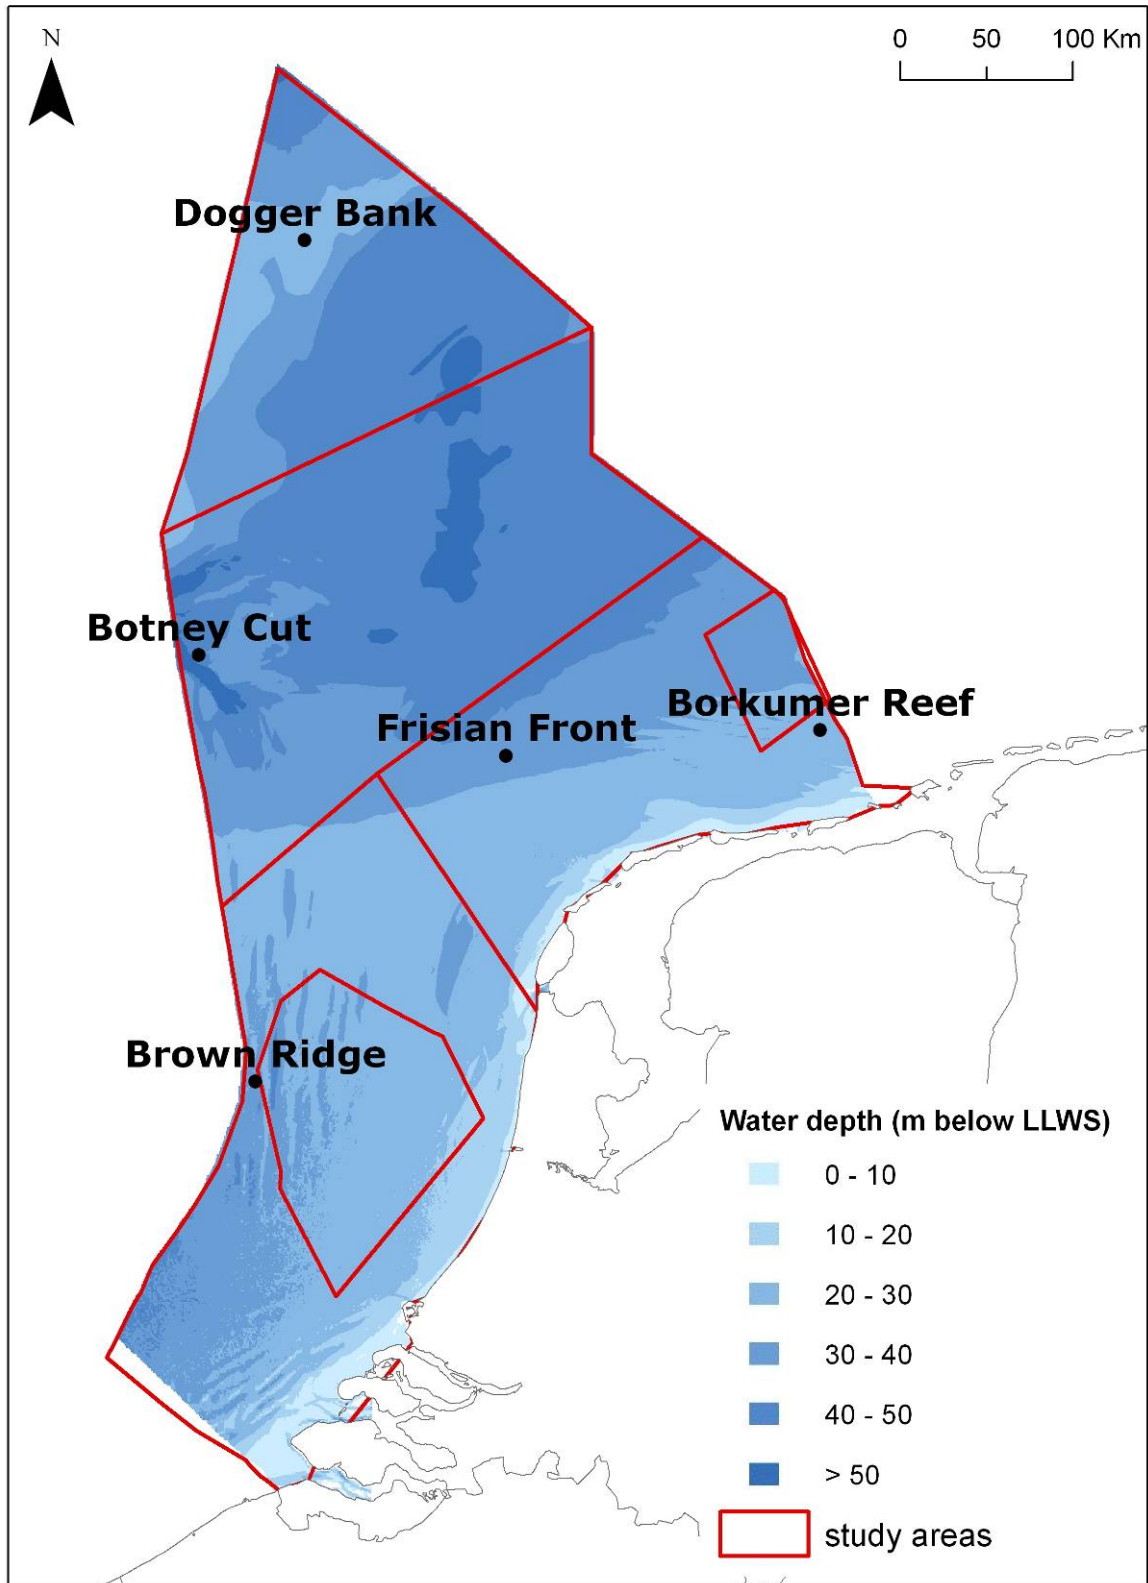 N
0 50 100 Km
Dogger Bank
Botney Cut
Borkumer Reef
Frisian Front
Brown Ridge
Water depth (m below LLWS)
0 - 10
10 - 20
20 - 30
30 - 40
40 - 50
> 50
study areas